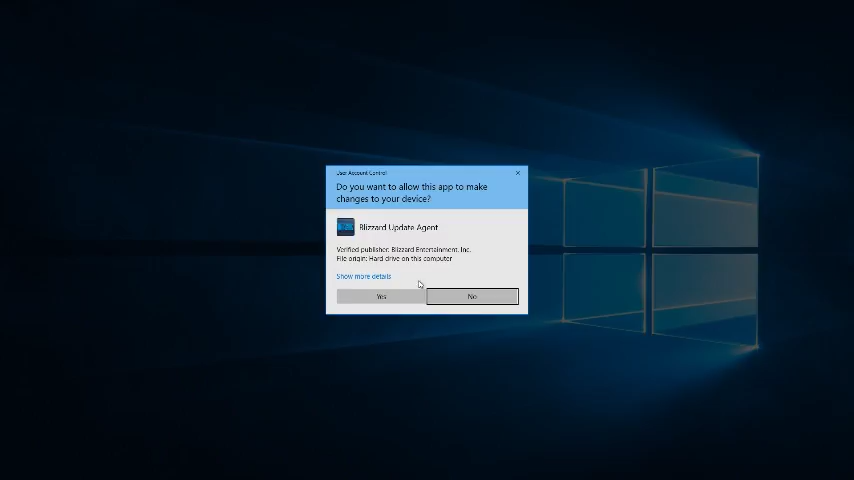 User Account Control
Do you want to allow this app to make
changes to your device?
Blizzard Update Agent
Verified publisher: Blizzard Entertainment, Inc.
File origin: Hard drive on this computer
Show more details
Yes
No